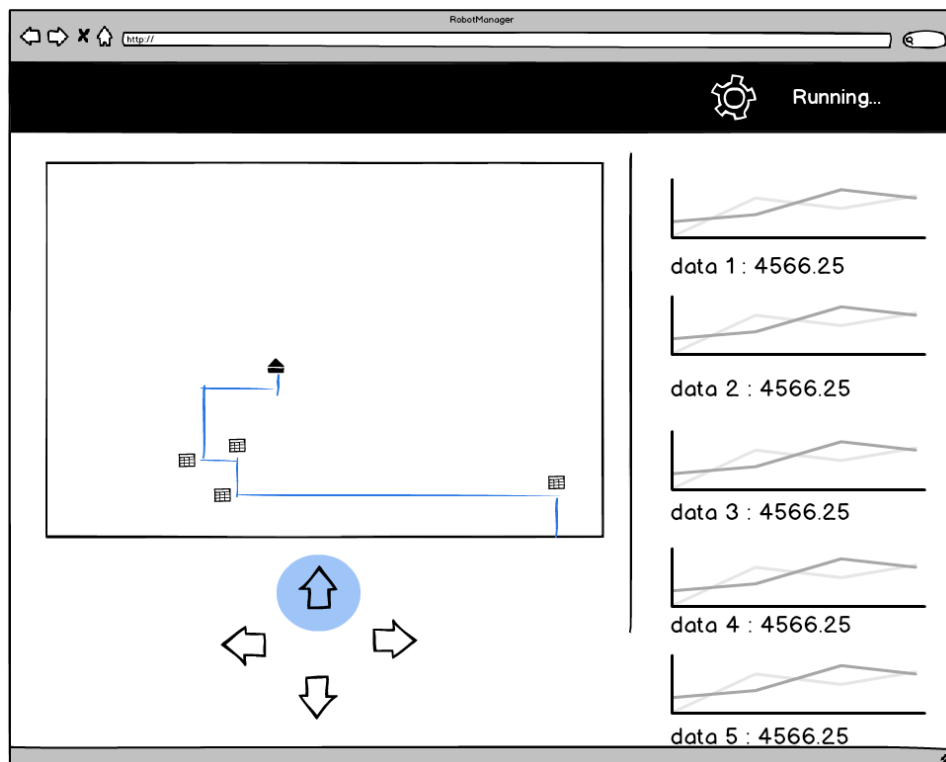 RobotManager
http://
Running...
data 1 : 4566.25
data 2 : 4566.25
data 3 : 4566.25
data 4 : 4566.25
data 5 : 4566.25